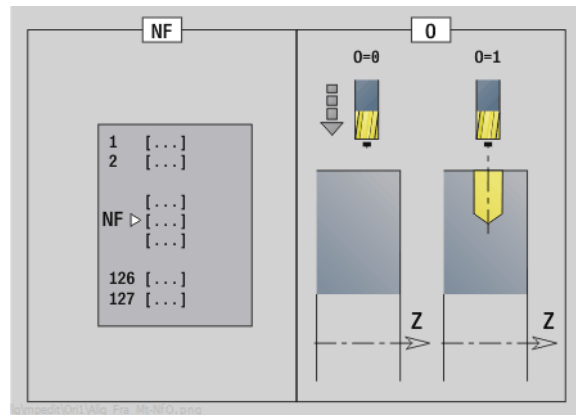 NF
O
O=0
O=1
1 [...]
2 [...]
[...]
NF [...]
[...]
126 [...]
127 [...]
Z
Z